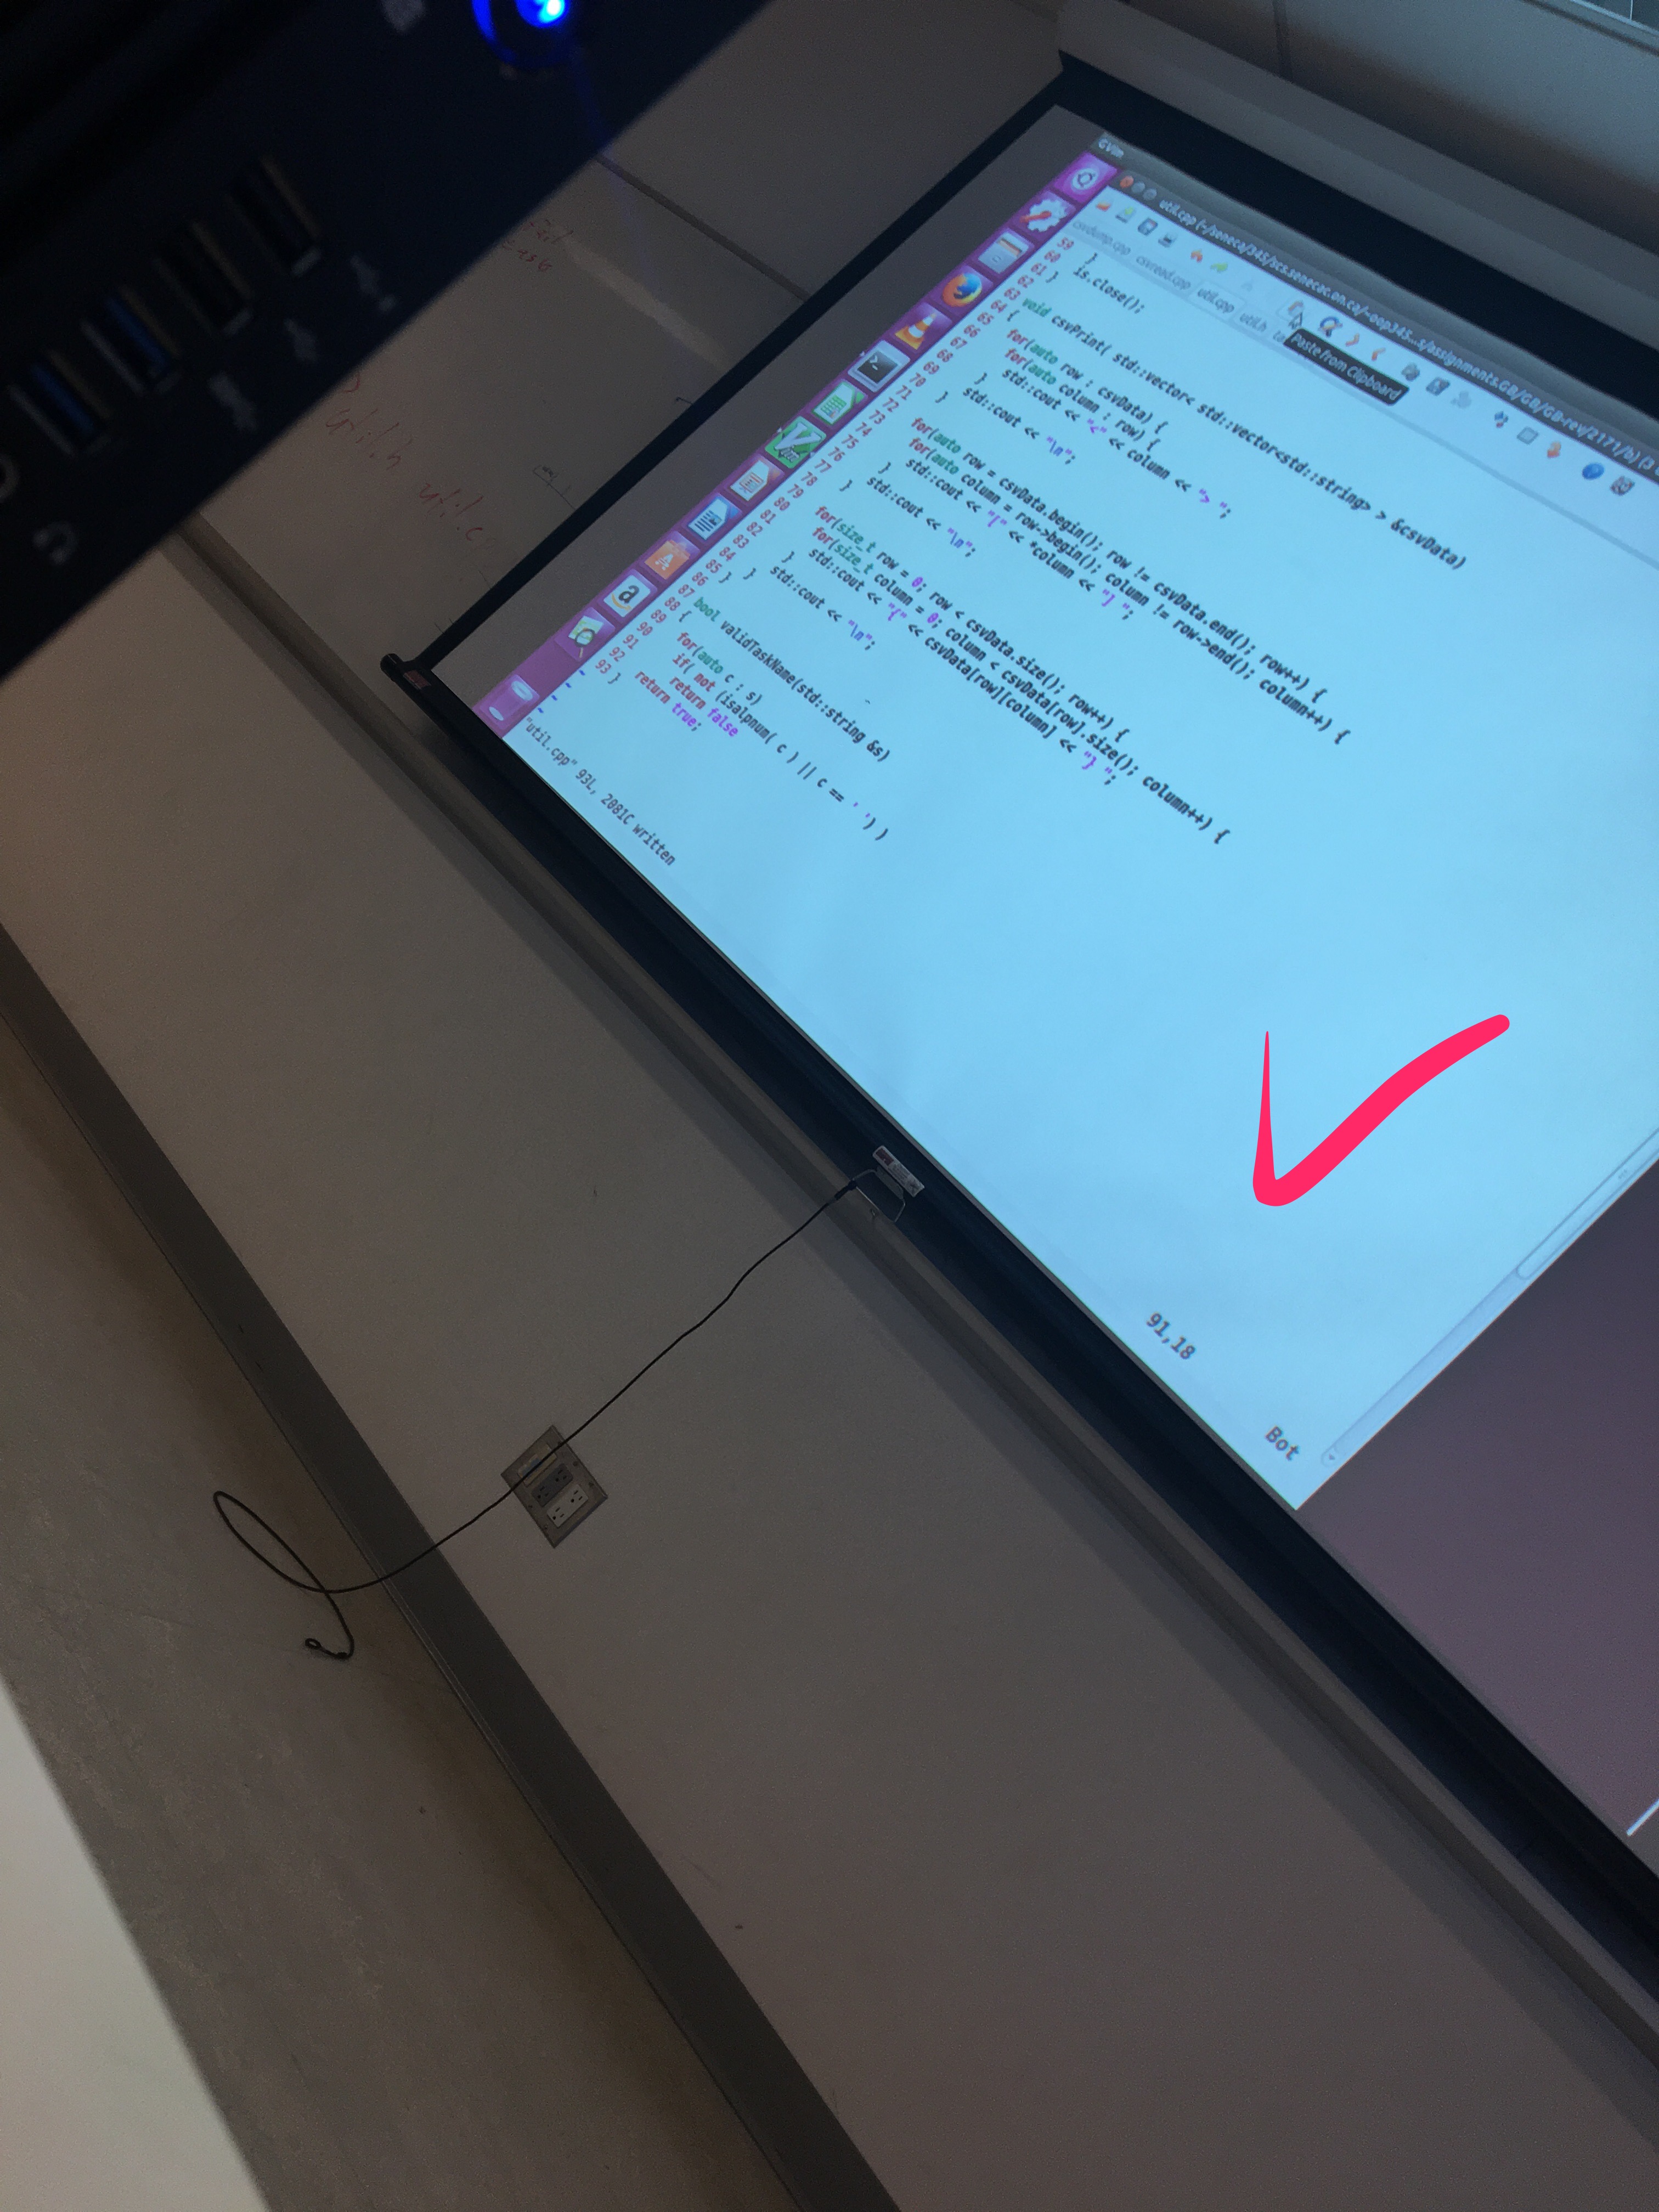 GVim
util.cpp (~/seneca/345/scs.senecac.on.ca/~oop345...s/assignments.GB/GB/GB-rev/2171/b) (3
csvdump.cpp csvread.cpp util.cpp util.h
Paste from Clipboard
59 }
60 is.close();
61 }
62
63 void csvPrint( std::vector< std::vector<std::string> > &csvData)
64 {
65 for(auto row : csvData) {
66 for(auto column : row) {
67 std::cout << "<" << column << "> ";
68 }
69 std::cout << "\n";
70 }
71
72 for(auto row = csvData.begin(); row != csvData.end(); row++) {
73 for(auto column = row->begin(); column != row->end(); column++) {
74 std::cout << "[" << *column << "] ";
75 }
76 std::cout << "\n";
77 }
78
79 for(size_t row = 0; row < csvData.size(); row++) {
80 for(size_t column = 0; column < csvData[row].size(); column++) {
81 std::cout << "{" << csvData[row][column] << "} ";
82 }
83 std::cout << "\n";
84 }
85 }
86
87 bool validTaskName(std::string &s)
88 {
89 for(auto c : s)
90 if( not (isalpnum( c ) || c == ' ') )
91 return false
92 return true;
93 }
~
~
~
"util.cpp" 93L, 2081C written
91,18
Bot
util.h
util.c